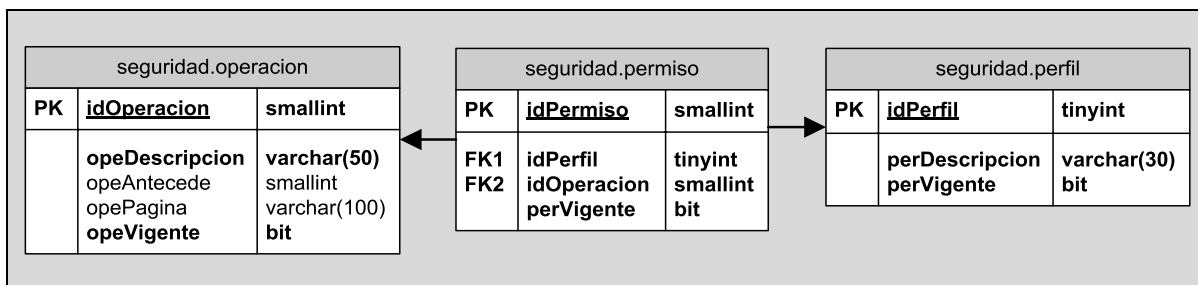 seguridad.operacion
PK idOperacion smallint
opeDescripcion varchar(50)
opeAntecede smallint
opePagina varchar(100)
opeVigente bit
seguridad.permiso
PK idPermiso smallint
FK1 idPerfil tinyint
FK2 idOperacion smallint
perVigente bit
seguridad.perfil
PK idPerfil tinyint
perDescripcion varchar(30)
perVigente bit